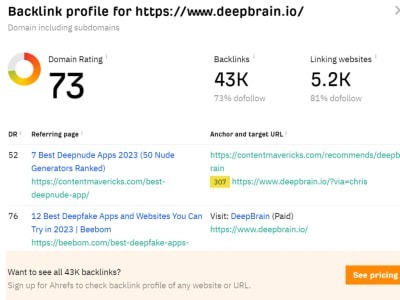 Backlink profile for https://www.deepbrain.io/
Domain including subdomains
Domain Rating i
73
Backlinks i
43K
73% dofollow
Linking websites i
5.2K
81% dofollow
DR i Referring page i Anchor and target URL i
52
7 Best Deepnude Apps 2023 (50 Nude
Generators Ranked)
https://contentmavericks.com/best-
deepnude-app/
https://contentmavericks.com/recommends/deepb
rain
307 https://www.deepbrain.io/?via=chris
76
12 Best Deepfake Apps and Websites You Can
Try in 2023 | Beebom
https://beebom.com/best-deepfake-apps-
Visit: DeepBrain (Paid)
https://www.deepbrain.io/
Want to see all 43K backlinks?
Sign up for Ahrefs to check backlink profile of any website or URL.
See pricing